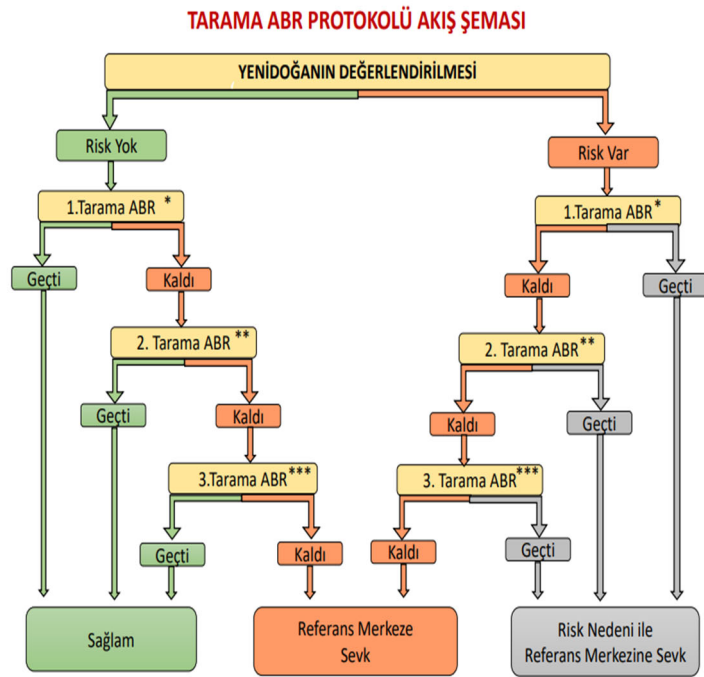 TARAMA ABR PROTOKOLÜ AKIŞ ŞEMASI
YENİDOĞANIN DEĞERLENDİRİLMESİ
Risk Yok
Risk Var
1.Tarama ABR *
1.Tarama ABR *
Geçti
Kaldı
Kaldı
Geçti
2. Tarama ABR **
2. Tarama ABR **
Geçti
Kaldı
Kaldı
Geçti
3.Tarama ABR ***
3. Tarama ABR ***
Geçti
Kaldı
Kaldı
Geçti
Sağlam
Referans Merkeze
Sevk
Risk Nedeni ile
Referans Merkezine Sevk